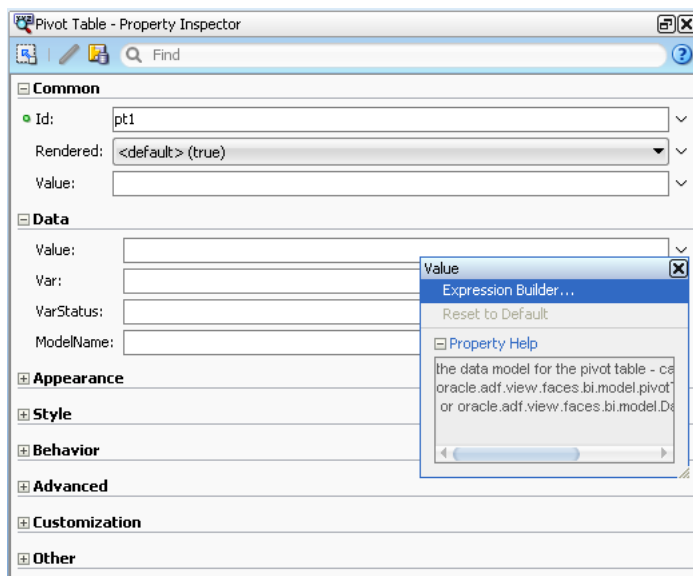 Pivot Table - Property Inspector
Find
Common
Id: pt1
Rendered: <default> (true)
Value:
Data
Value:
Var:
VarStatus:
ModelName:
Value
Expression Builder...
Reset to Default
Property Help
the data model for the pivot table - ca
oracle.adf.view.faces.bi.model.pivotT
or oracle.adf.view.faces.bi.model.Da
Appearance
Style
Behavior
Advanced
Customization
Other